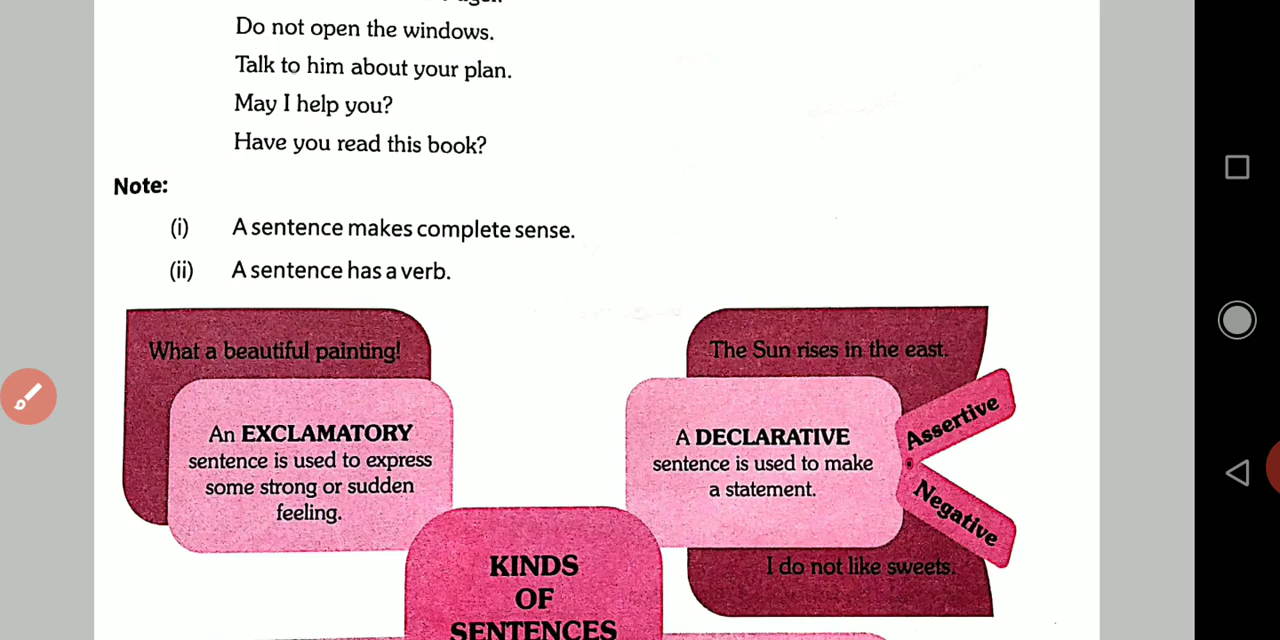 Do not open the windows.
Talk to him about your plan.
May I help you?
Have you read this book?
Note:
(i) A sentence makes complete sense.
(ii) A sentence has a verb.
What a beautiful painting!
An EXCLAMATORY
sentence is used to express
some strong or sudden
feeling.
The Sun rises in the east.
A DECLARATIVE
sentence is used to make
a statement.
Assertive
Negative
I do not like sweets.
KINDS
OF
SENTENCES